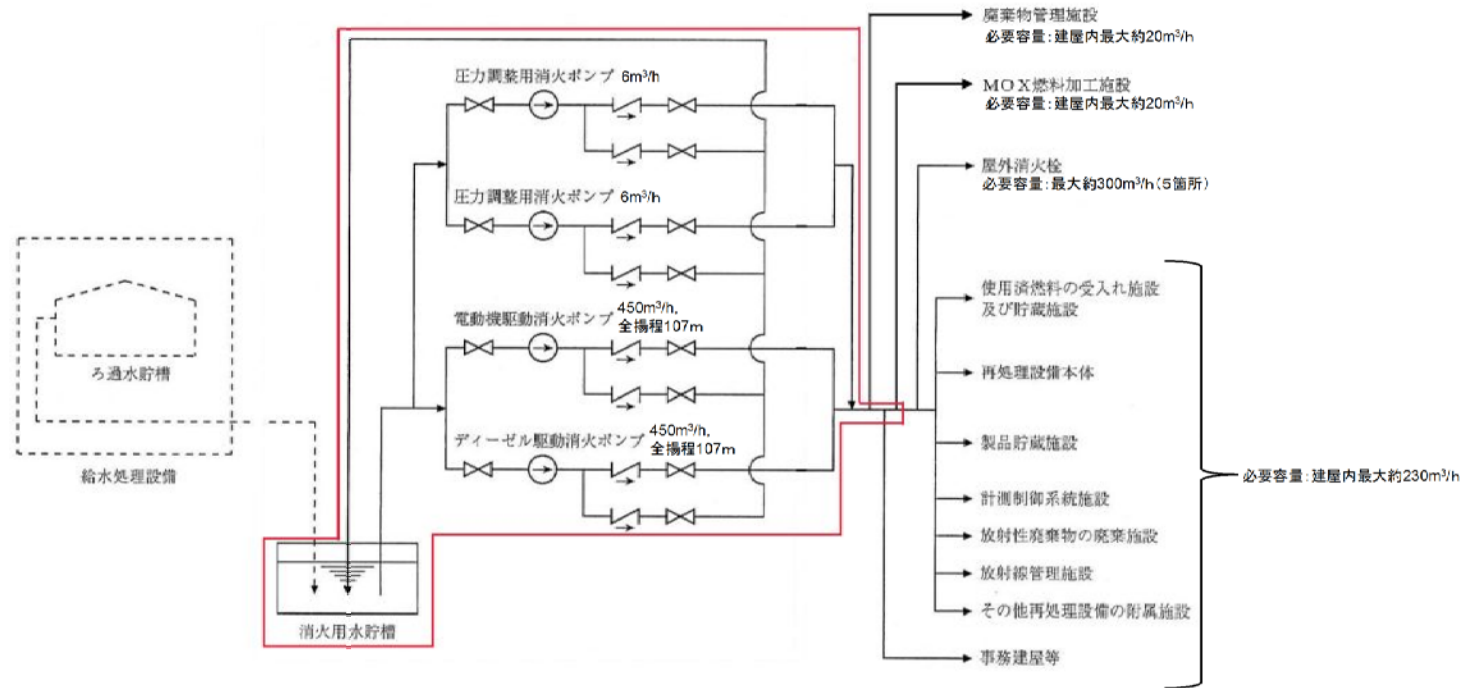 圧力調整用消火ポンプ 6m³/h
圧力調整用消火ポンプ 6m³/h
電動機駆動消火ポンプ 450m³/h,
全揚程107m
ディーゼル駆動消火ポンプ 450m³/h,
全揚程107m
ろ過水貯槽
給水処理設備
消火用水貯槽
廃棄物管理施設
必要容量:建屋内最大約20m³/h
MOX燃料加工施設
必要容量:建屋内最大約20m³/h
屋外消火栓
必要容量:最大約300m³/h(5箇所)
使用済燃料の受入れ施設
及び貯蔵施設
再処理設備本体
製品貯蔵施設
計測制御系統施設
放射性廃棄物の廃棄施設
放射線管理施設
その他再処理設備の附属施設
事務建屋等
必要容量:建屋内最大約230m³/h